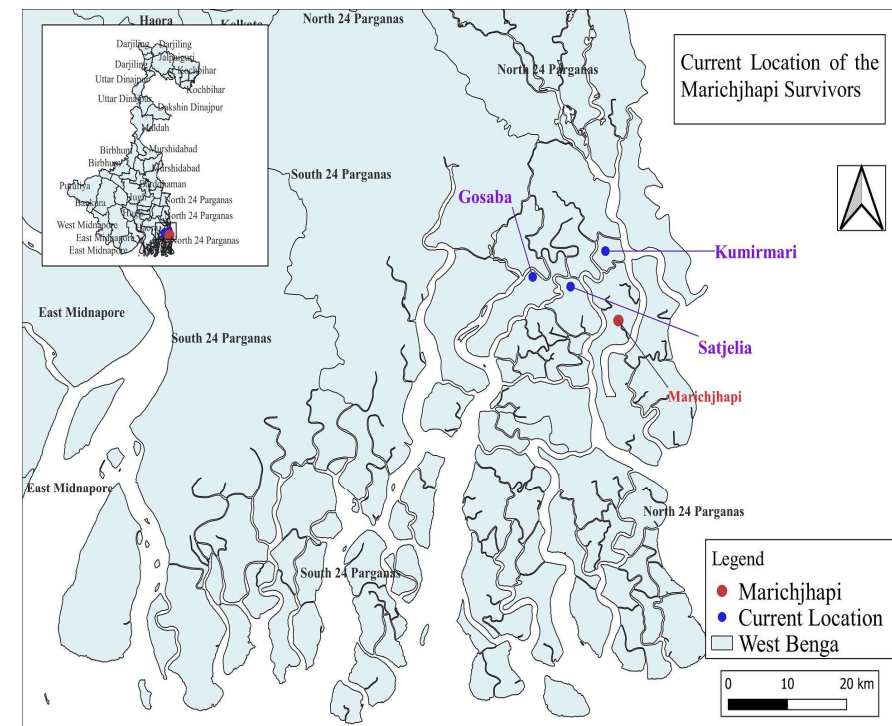 Haora
Kolkata
North 24 Parganas
Darjiling
Darjiling
Jalpaiguri
Darjiling
Kochbihar
Uttar Dinajpur
Kochbihar
Uttar Dinajpur
Dakshin Dinajpur
Maldah
Birbhum
Murshidabad
Birbhum
Murshidabad
Puruliya
Barddhaman
Bankura
Hugli
North 24 Parganas
North 24 Parganas
West Midnapore
East Midnapore
North 24 Parganas
East Midnapore
North 24 Parganas
Current Location of the
Marichjhapi Survivors
South 24 Parganas
Gosaba
Kumirmari
East Midnapore
South 24 Parganas
Satjelia
Marichjhapi
East Midnapore
North 24 Parganas
South 24 Parganas
Legend
Marichjhapi
Current Location
West Benga
0 10 20 km